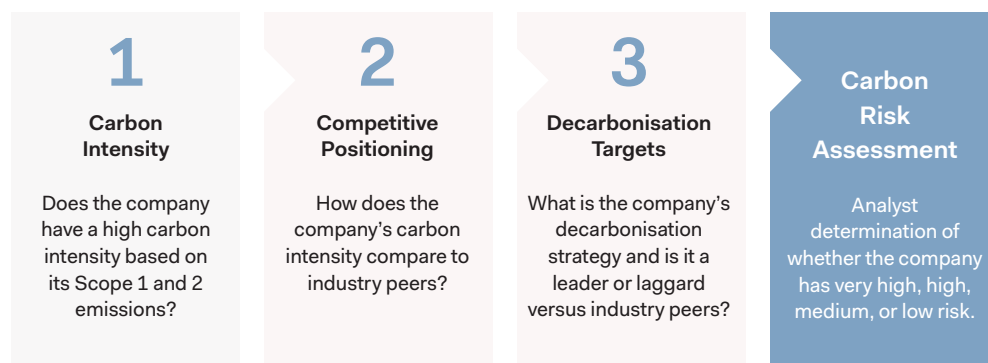 1
Carbon
Intensity
Does the company
have a high carbon
intensity based on
its Scope 1 and 2
emissions?
2
Competitive
Positioning
How does the
company’s carbon
intensity compare to
industry peers?
3
Decarbonisation
Targets
What is the company’s
decarbonisation
strategy and is it a
leader or laggard
versus industry peers?
Carbon
Risk
Assessment
Analyst
determination of
whether the company
has very high, high,
medium, or low risk.